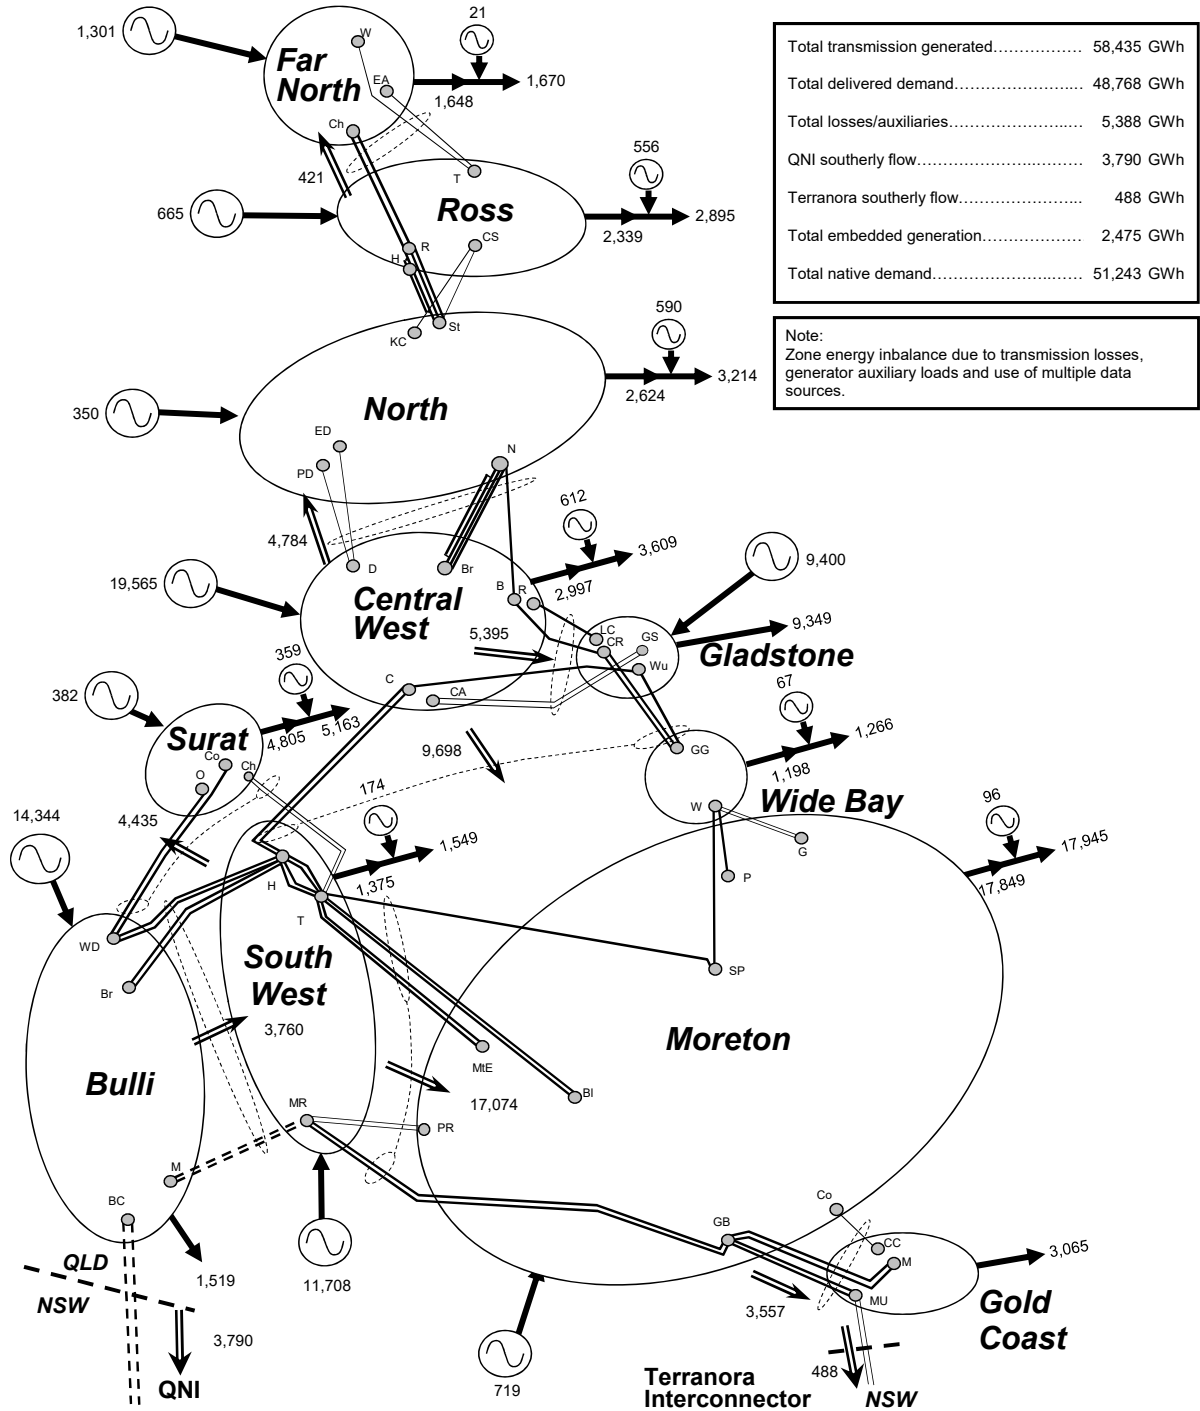 1,301
W
21
Far
North
EA
1,648
1,670
Ch
421
T
556
665
Ross
2,339
2,895
R
CS
H
KC
St
590
350
North
2,624
3,214
ED
PD
N
4,784
612
3,609
2,997
D
Br
19,565
Central
West
B
R
9,400
9,349
5,395
LC
CR
GS
Wu
Gladstone
359
C
CA
382
Surat
4,805
5,163
67
1,266
1,198
9,698
GG
Co
Ch
O
174
Wide Bay
W
96
14,344
4,435
1,549
1,375
G
P
17,945
17,849
H
T
WD
South
West
SP
Br
3,760
Moreton
MtE
Bulli
17,074
BI
MR
PR
M
BC
Co
GB
CC
M
QLD
1,519
11,708
3,065
NSW
3,557
MU
Gold
Coast
3,790
QNI
719
Terranora
Interconnector
488
NSW
Total transmission generated................. 58,435 GWh
Total delivered demand.......................... 48,768 GWh
Total losses/auxiliaries........................... 5,388 GWh
QNI southerly flow.................................. 3,790 GWh
Terranora southerly flow......................... 488 GWh
Total embedded generation.................... 2,475 GWh
Total native demand............................... 51,243 GWh
Note:
Zone energy inbalance due to transmission losses,
generator auxiliary loads and use of multiple data
sources.